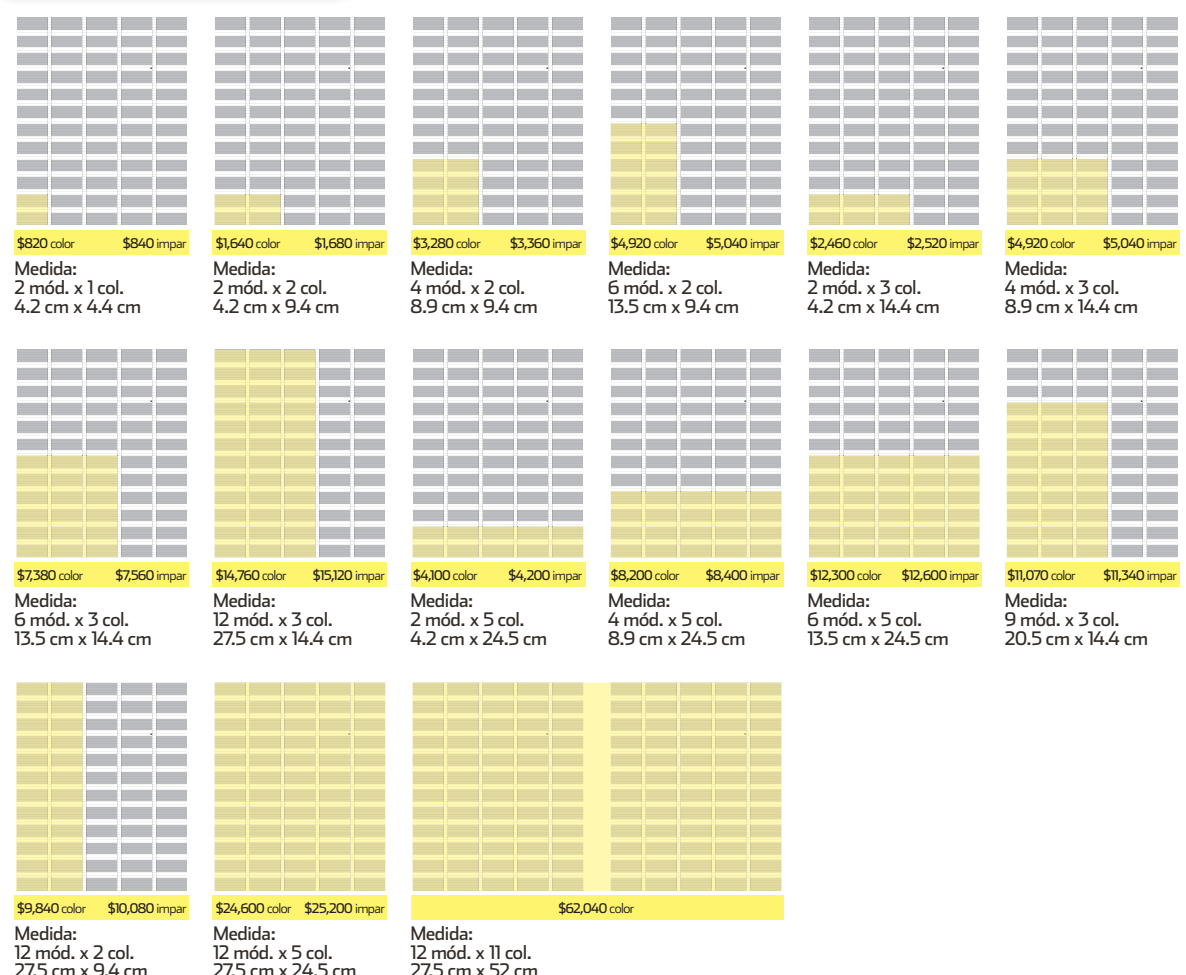 $820 color $840 impar
Medida:
2 mód. x 1 col.
4.2 cm x 4.4 cm
$1,640 color $1,680 impar
Medida:
2 mód. x 2 col.
4.2 cm x 9.4 cm
$3,280 color $3,360 impar
Medida:
4 mód. x 2 col.
8.9 cm x 9.4 cm
$4,920 color $5,040 impar
Medida:
6 mód. x 2 col.
13.5 cm x 9.4 cm
$2,460 color $2,520 impar
Medida:
2 mód. x 3 col.
4.2 cm x 14.4 cm
$4,920 color $5,040 impar
Medida:
4 mód. x 3 col.
8.9 cm x 14.4 cm
$7,380 color $7,560 impar
Medida:
6 mód. x 3 col.
13.5 cm x 14.4 cm
$14,760 color $15,120 impar
Medida:
12 mód. x 3 col.
27.5 cm x 14.4 cm
$4,100 color $4,200 impar
Medida:
2 mód. x 5 col.
4.2 cm x 24.5 cm
$8,200 color $8,400 impar
Medida:
4 mód. x 5 col.
8.9 cm x 24.5 cm
$12,300 color $12,600 impar
Medida:
6 mód. x 5 col.
13.5 cm x 24.5 cm
$11,070 color $11,340 impar
Medida:
9 mód. x 3 col.
20.5 cm x 14.4 cm
$9,840 color $10,080 impar
Medida:
12 mód. x 2 col.
27.5 cm x 9.4 cm
$24,600 color $25,200 impar
Medida:
12 mód. x 5 col.
27.5 cm x 24.5 cm
$62,040 color
Medida:
12 mód. x 11 col.
27.5 cm x 52 cm